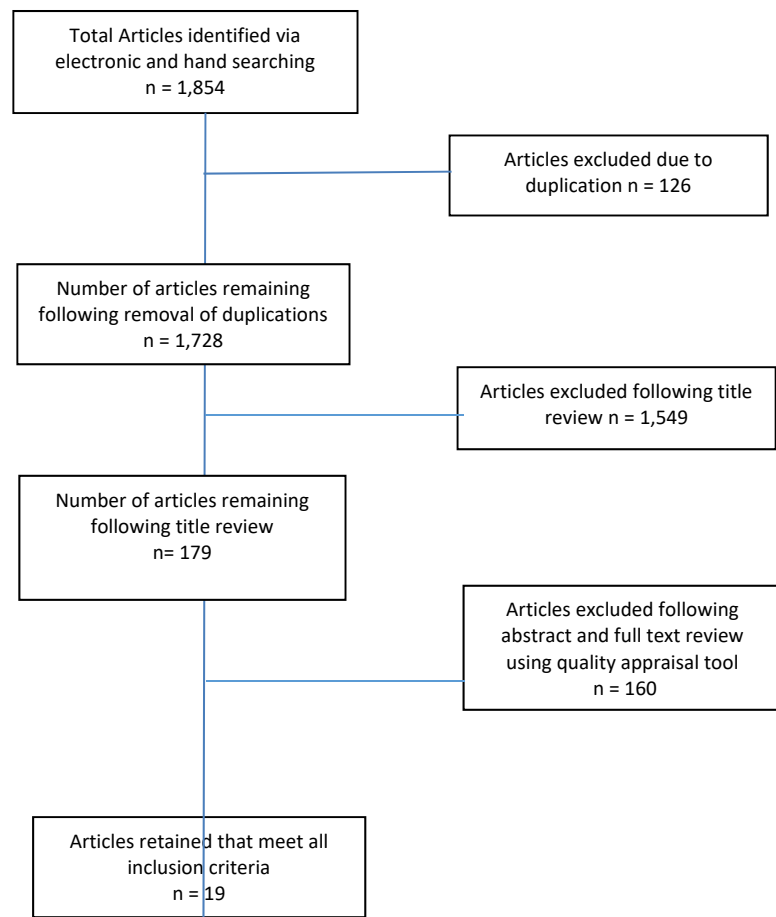 Total Articles identified via
electronic and hand searching
n = 1,854
Articles excluded due to
duplication n = 126
Number of articles remaining
following removal of duplications
n = 1,728
Articles excluded following title
review n = 1,549
Number of articles remaining
following title review
n= 179
Articles excluded following
abstract and full text review
using quality appraisal tool
n = 160
Articles retained that meet all
inclusion criteria
n = 19